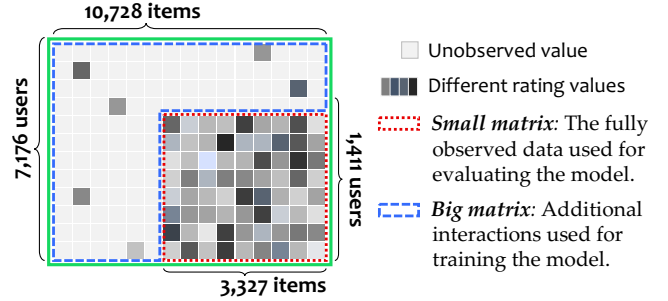 10,728 items
7,176 users
1,411 users
3,327 items
Unobserved value
Different rating values
Small matrix: The fully
observed data used for
evaluating the model.
Big matrix: Additional
interactions used for
training the model.